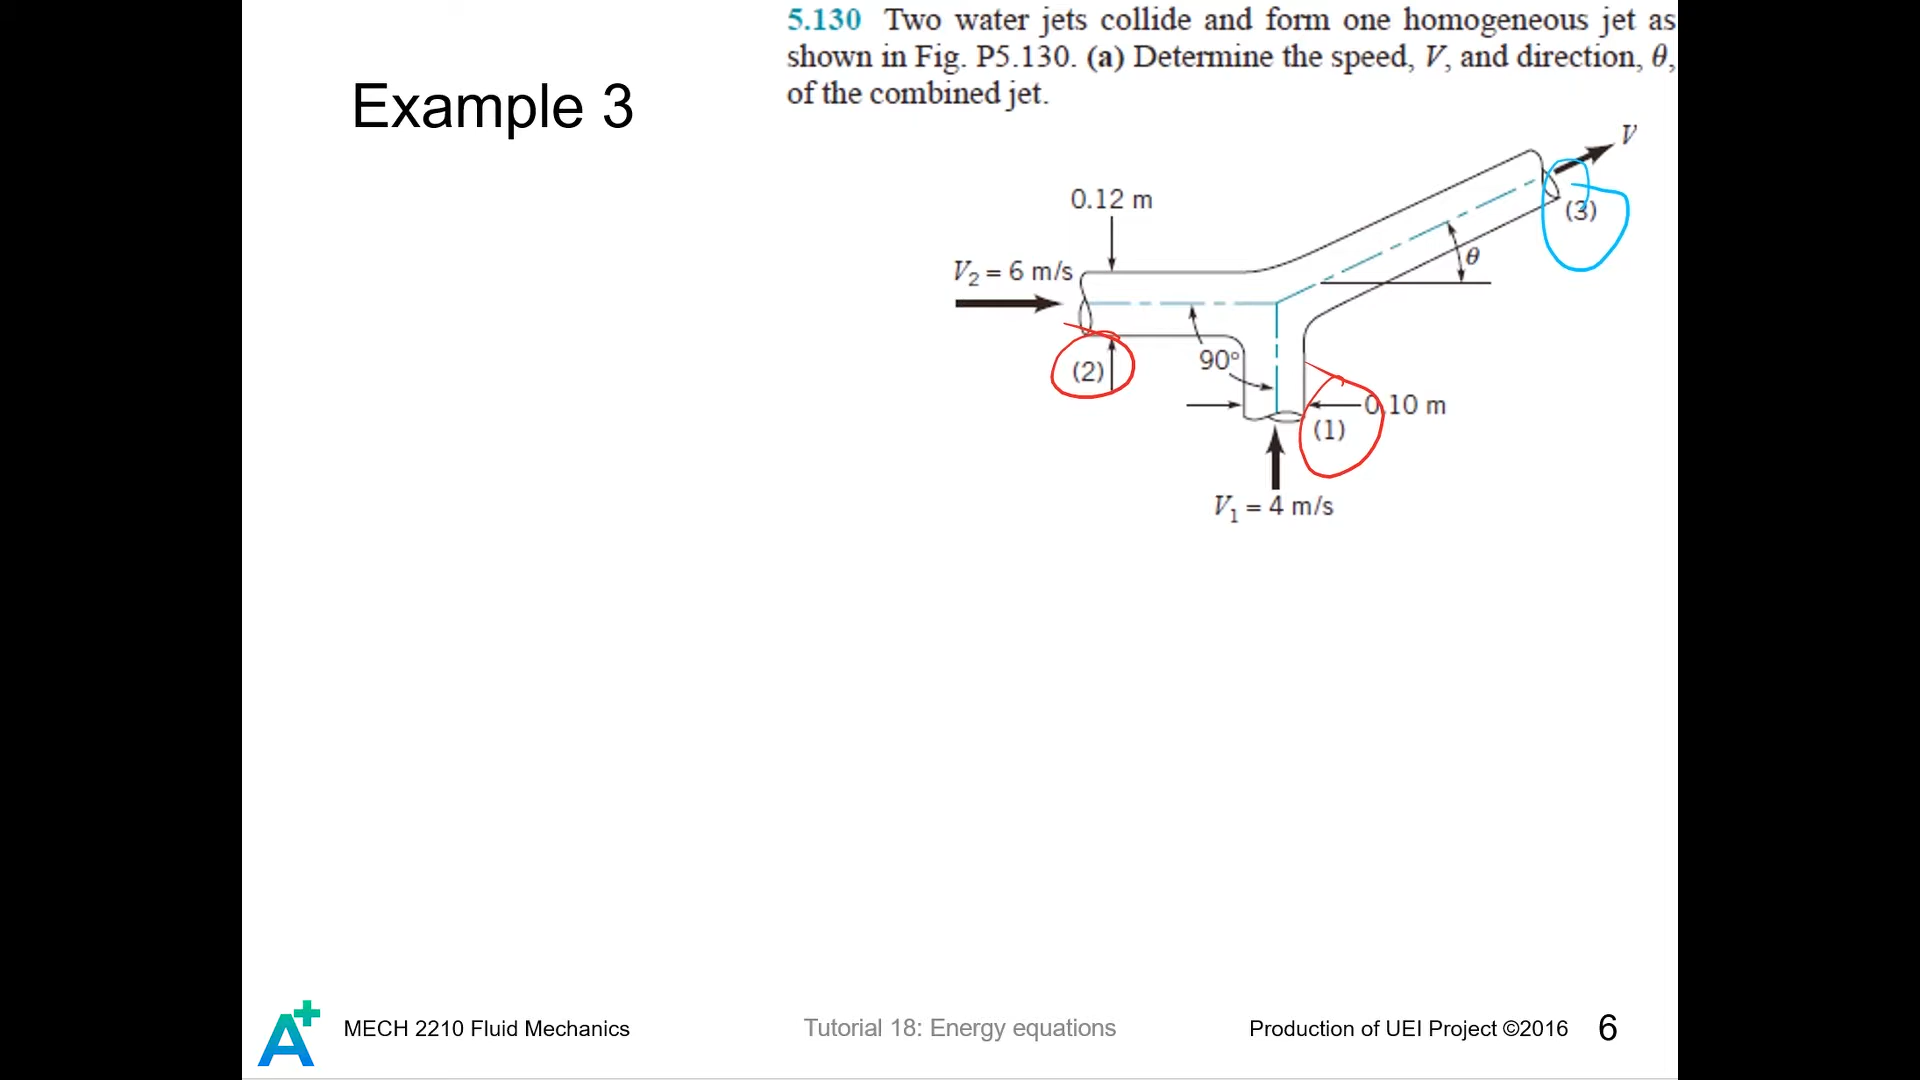 Example 3
5.130 Two water jets collide and form one homogeneous jet as
shown in Fig. P5.130. (a) Determine the speed, V, and direction, θ,
of the combined jet.
V
0.12 m
(3)
V₂ = 6 m/s
θ
90°
(2)
0.10 m
(1)
V₁ = 4 m/s
A+ MECH 2210 Fluid Mechanics
Tutorial 18: Energy equations
Production of UEI Project ©2016 6